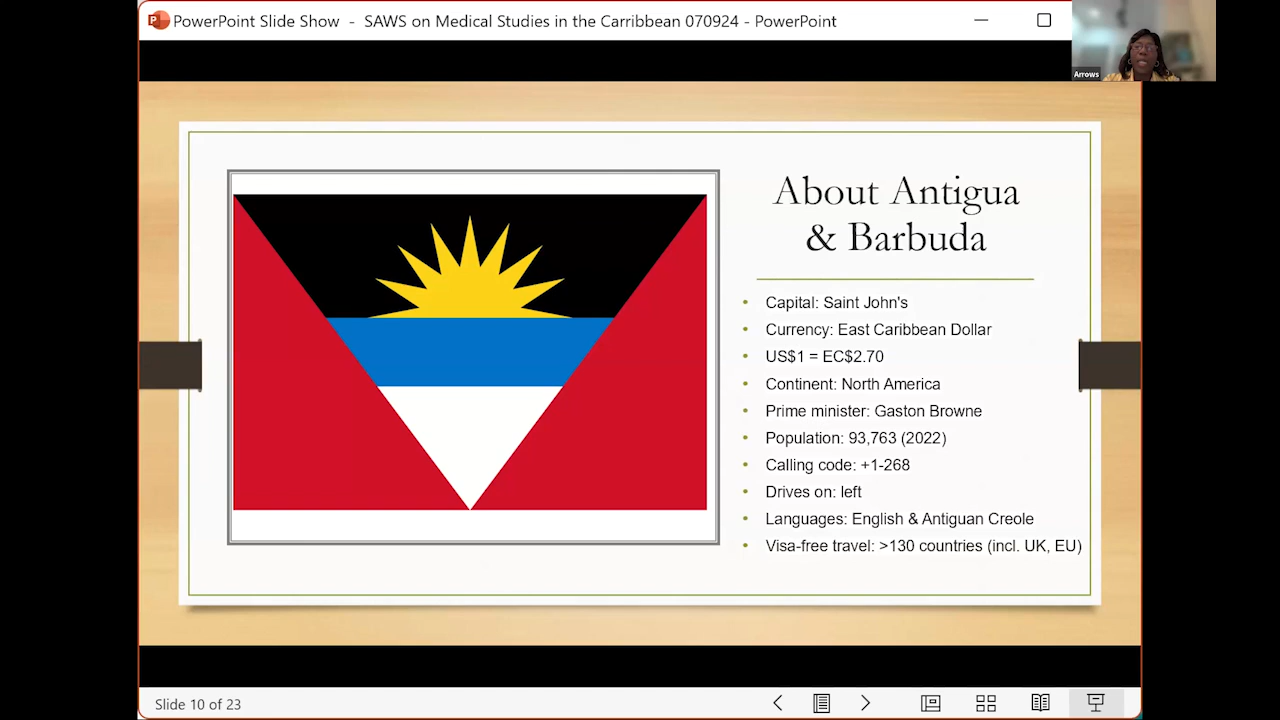 PowerPoint Slide Show - SAWS on Medical Studies in the Carribbean 070924 - PowerPoint
Arrows
About Antigua
& Barbuda
• Capital: Saint John's
• Currency: East Caribbean Dollar
• US$1 = EC$2.70
• Continent: North America
• Prime minister: Gaston Browne
• Population: 93,763 (2022)
• Calling code: +1-268
• Drives on: left
• Languages: English & Antiguan Creole
• Visa-free travel: >130 countries (incl. UK, EU)
Slide 10 of 23